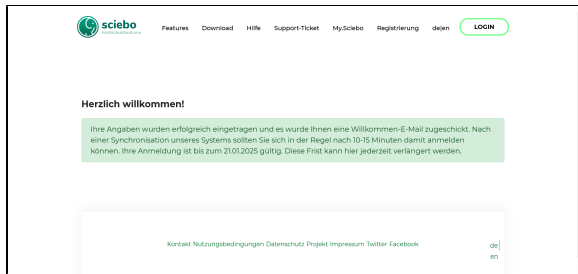 sciebo
hochschulcloud.nrw
Features Download Hilfe Support-Ticket My.Sciebo Registrierung de|en LOGIN
Herzlich willkommen!
Ihre Angaben wurden erfolgreich eingetragen und es wurde Ihnen eine Willkommen-E-Mail zugeschickt. Nach
einer Synchronisation unseres Systems sollten Sie sich in der Regel nach 10-15 Minuten damit anmelden
können. Ihre Anmeldung ist bis zum 21.01.2025 gültig. Diese Frist kann hier jederzeit verlängert werden.
Kontakt Nutzungsbedingungen Datenschutz Projekt Impressum Twitter Facebook
de|
en